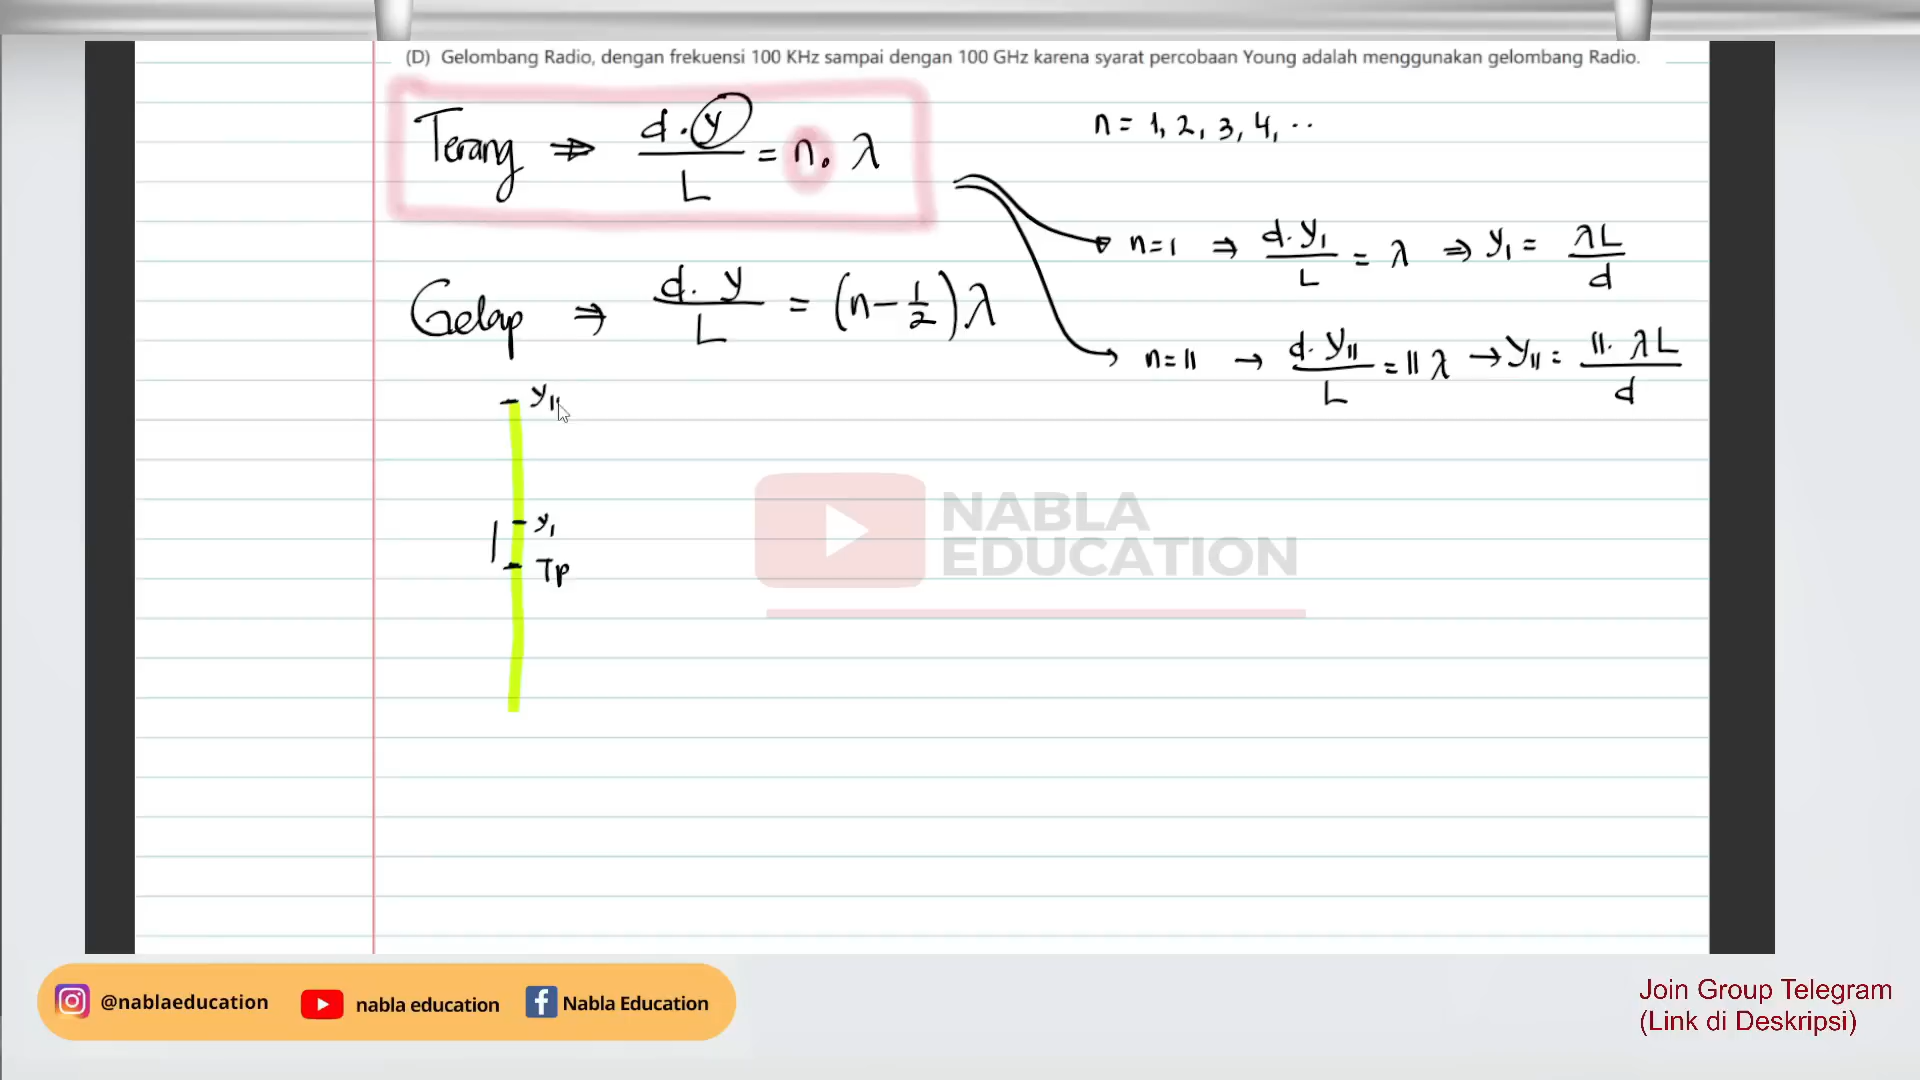 (D) Gelombang Radio, dengan frekuensi 100 KHz sampai dengan 100 GHz karena syarat percobaan Young adalah menggunakan gelombang Radio.
Terang ⇒ d . y / L = n . λ
n = 1, 2, 3, 4, ..
n = 1 ⇒ d . y₁ / L = λ ⇒ y₁ = λL / d
Gelap ⇒ d . y / L = (n - 1/2) λ
n = 11 → d . y₁₁ / L = 11 λ → y₁₁ = 11 . λL / d
y₁₁
y₁
Tp
NABLA
EDUCATION
@nablaeducation
nabla education
Nabla Education
Join Group Telegram
(Link di Deskripsi)